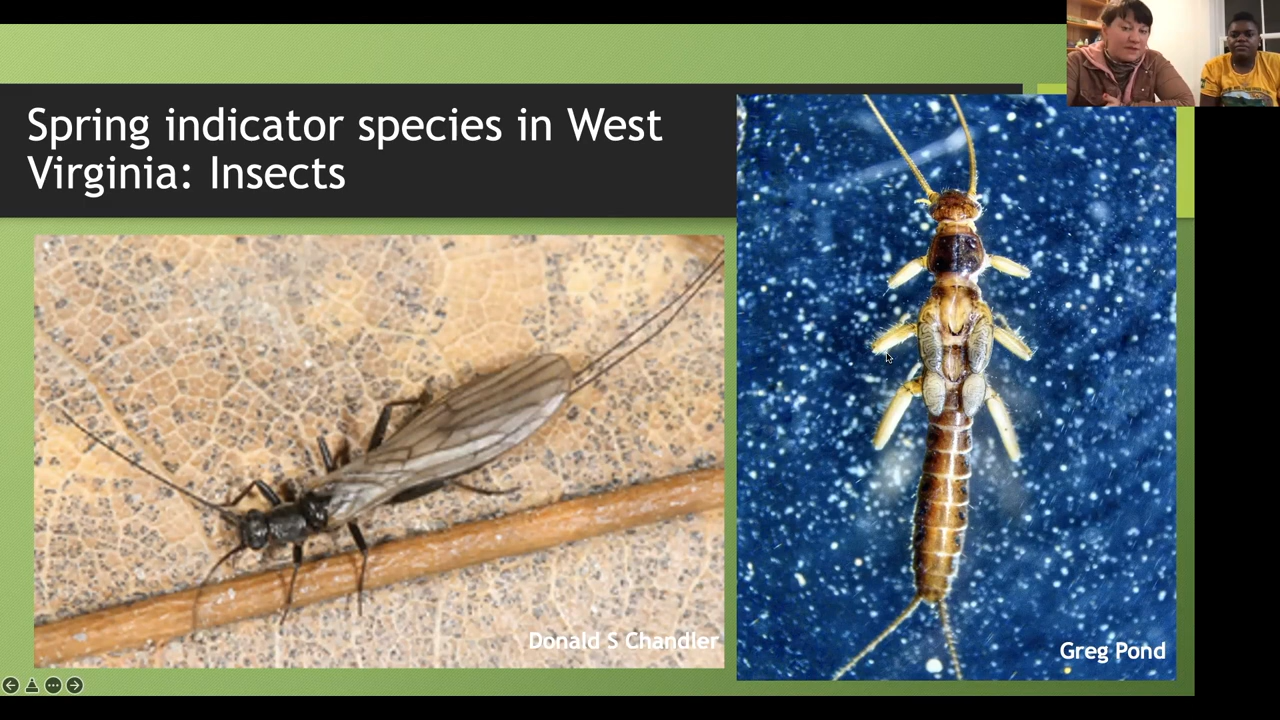 Spring indicator species in West
Virginia: Insects
Donald S Chandler
Greg Pond